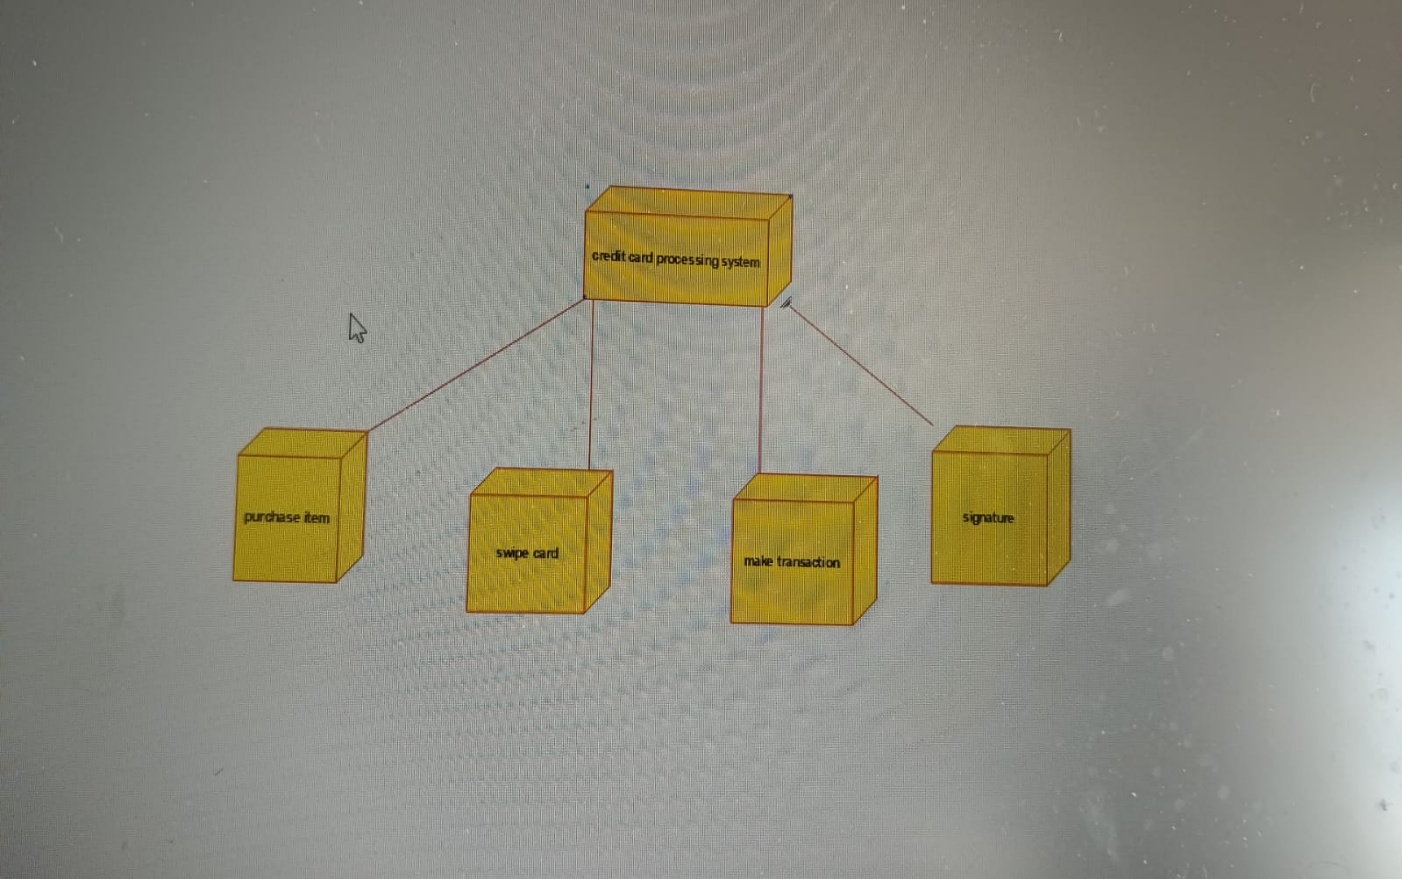 credit card processing system
purchase item
swipe card
make transaction
signature